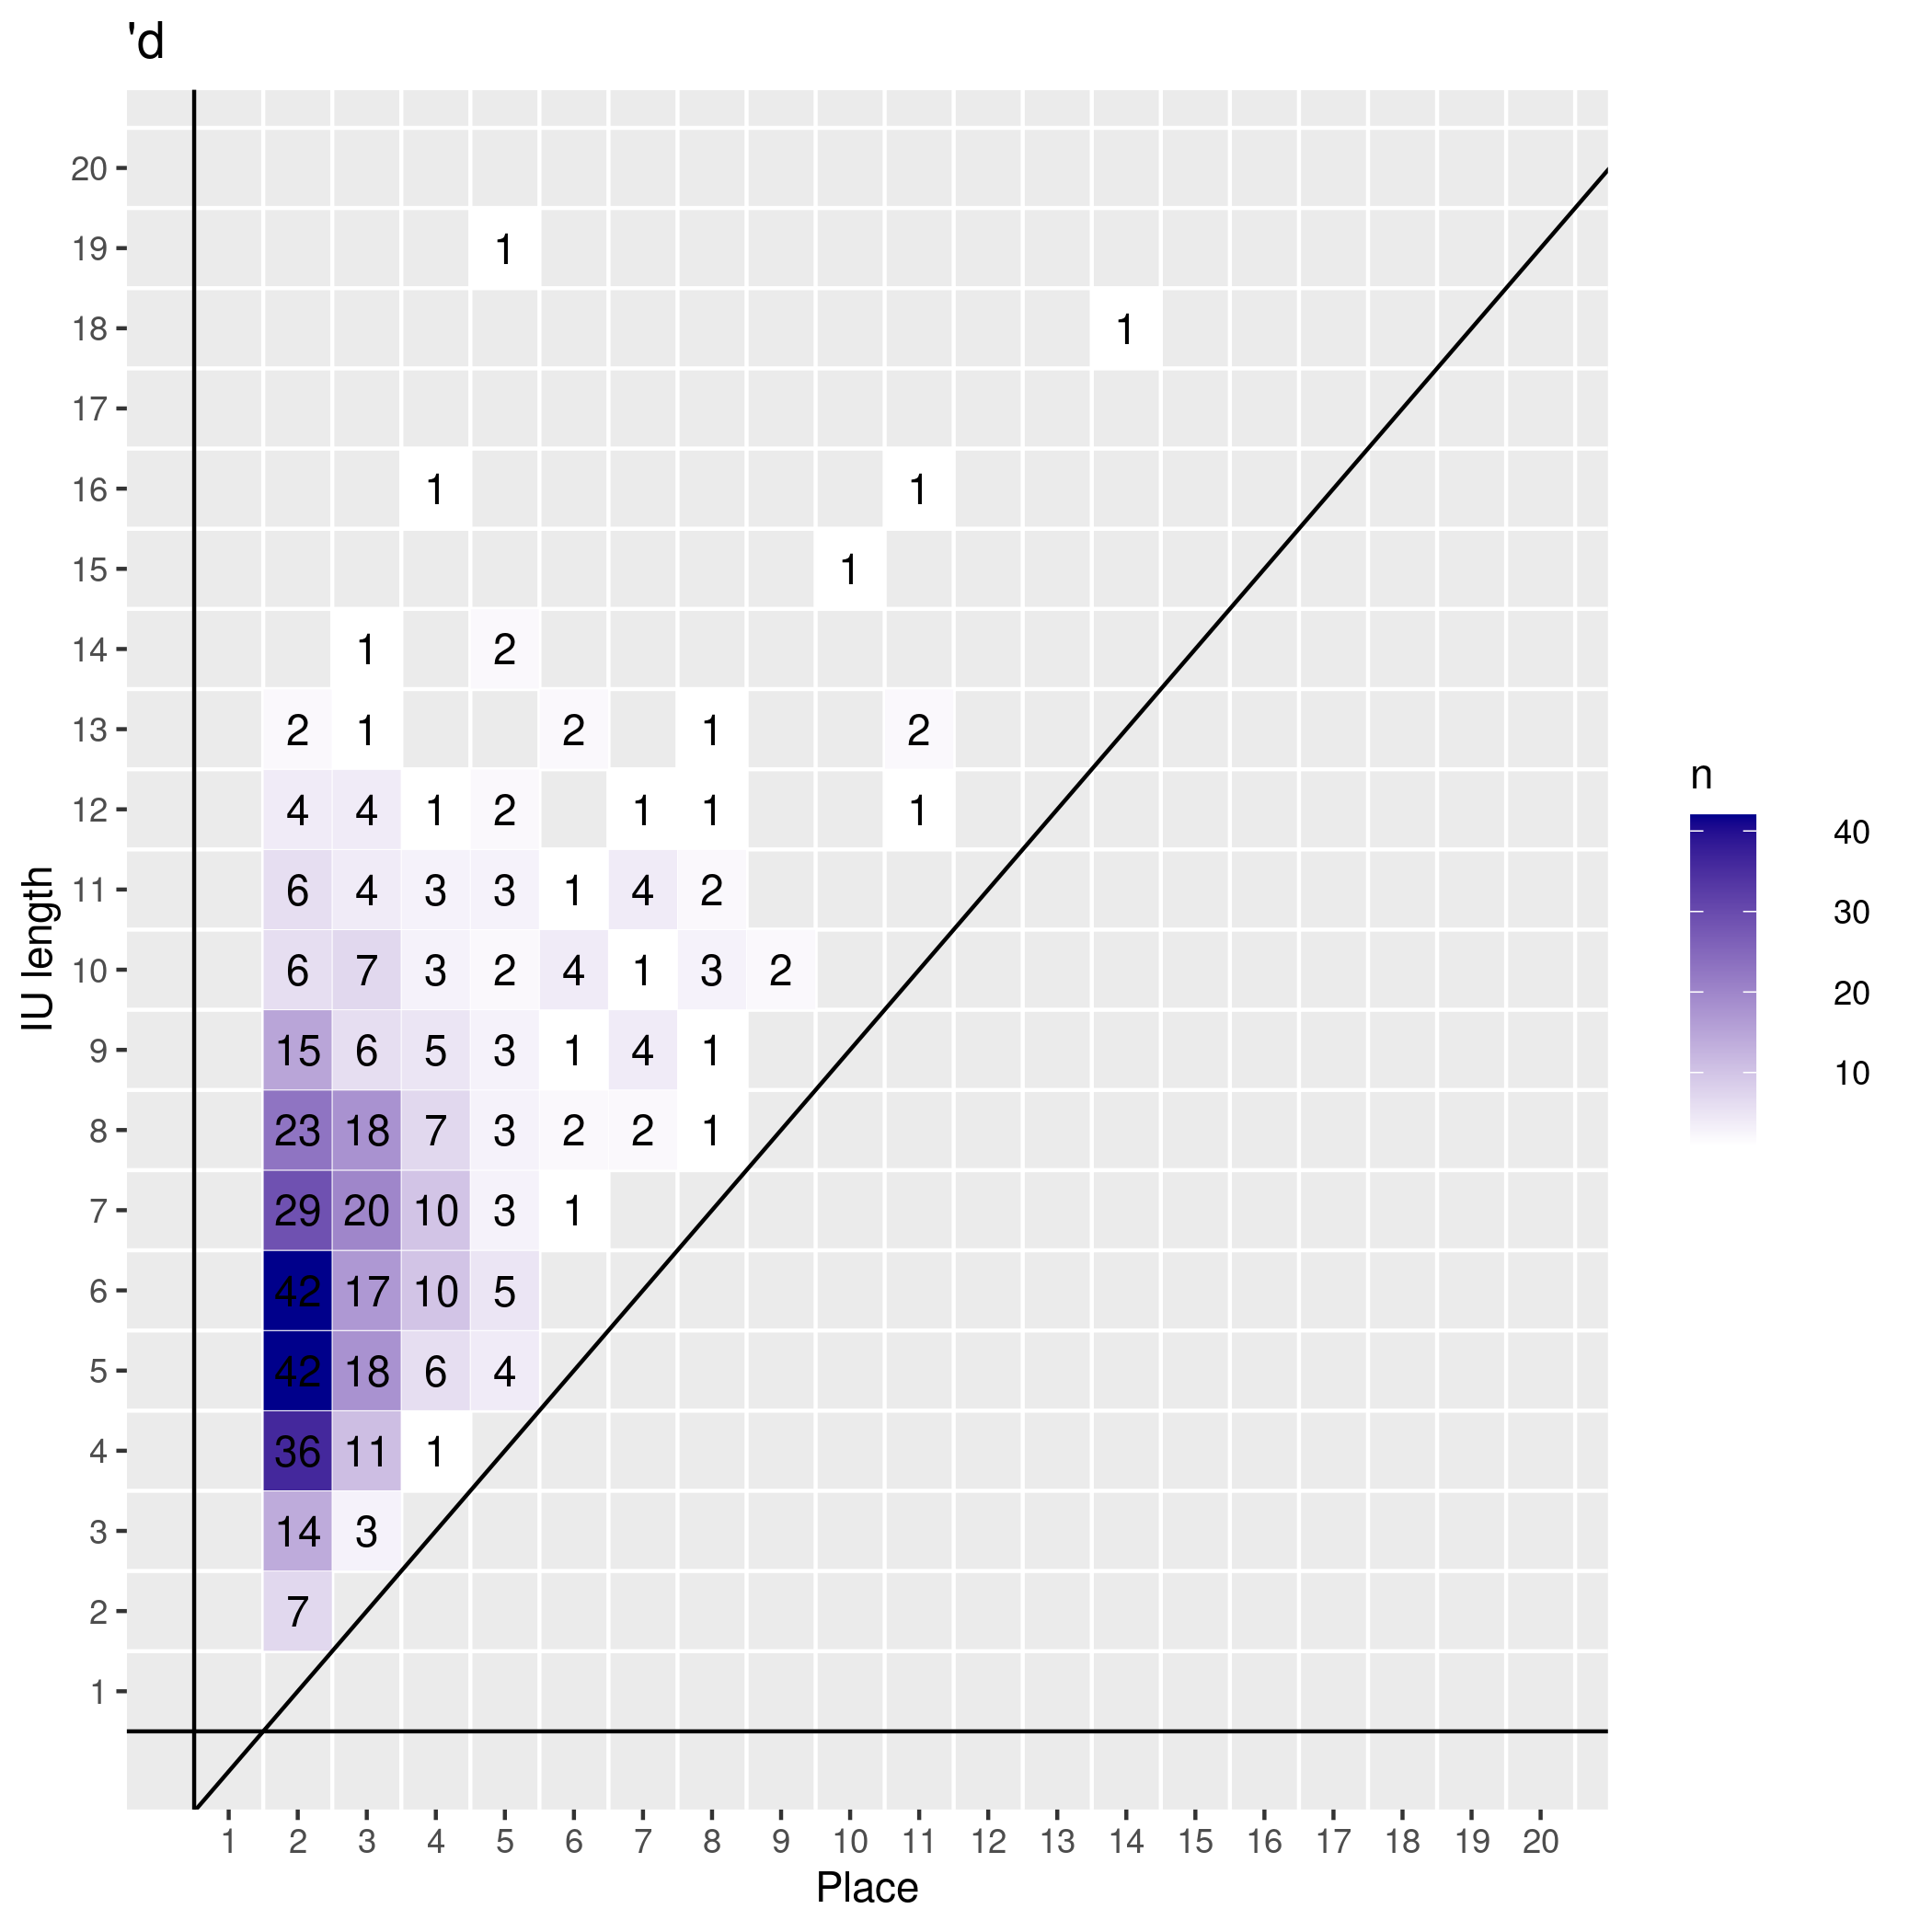 'd
20
19 1
18 1
17
16 1 1
15 1
14 1 2
13 2 1 2 1 2
12 4 4 1 2 1 1 1
11 6 4 3 3 1 4 2
10 6 7 3 2 4 1 3 2
9 15 6 5 3 1 4 1
8 23 18 7 3 2 2 1
7 29 20 10 3 1
6 42 17 10 5
5 42 18 6 4
4 36 11 1
3 14 3
2 7
1
1 2 3 4 5 6 7 8 9 10 11 12 13 14 15 16 17 18 19 20
Place
IU length
n
40
30
20
10